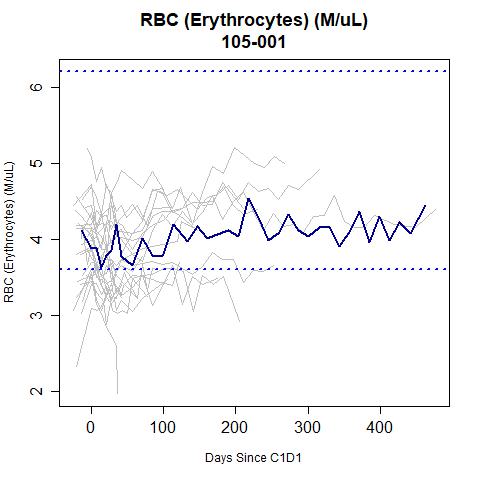 RBC (Erythrocytes) (M/uL)
105-001
RBC (Erythrocytes) (M/uL)
6
5
4
3
2
0 100 200 300 400
Days Since C1D1